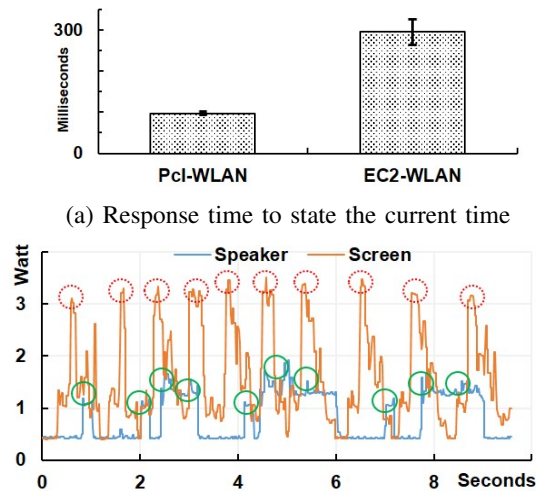 300
Milliseconds
0
Pcl-WLAN EC2-WLAN
(a) Response time to state the current time
Speaker Screen
Watt
3
2
1
0
0 2 4 6 8 Seconds